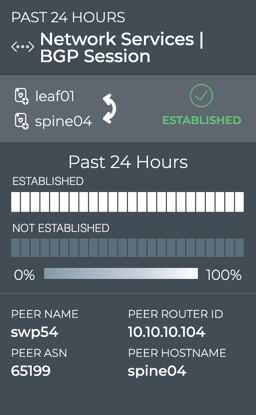 PAST 24 HOURS
Network Services |
BGP Session
leaf01
spine04
ESTABLISHED
Past 24 Hours
ESTABLISHED
NOT ESTABLISHED
0% 100%
PEER NAME PEER ROUTER ID
swp54 10.10.10.104
PEER ASN PEER HOSTNAME
65199 spine04